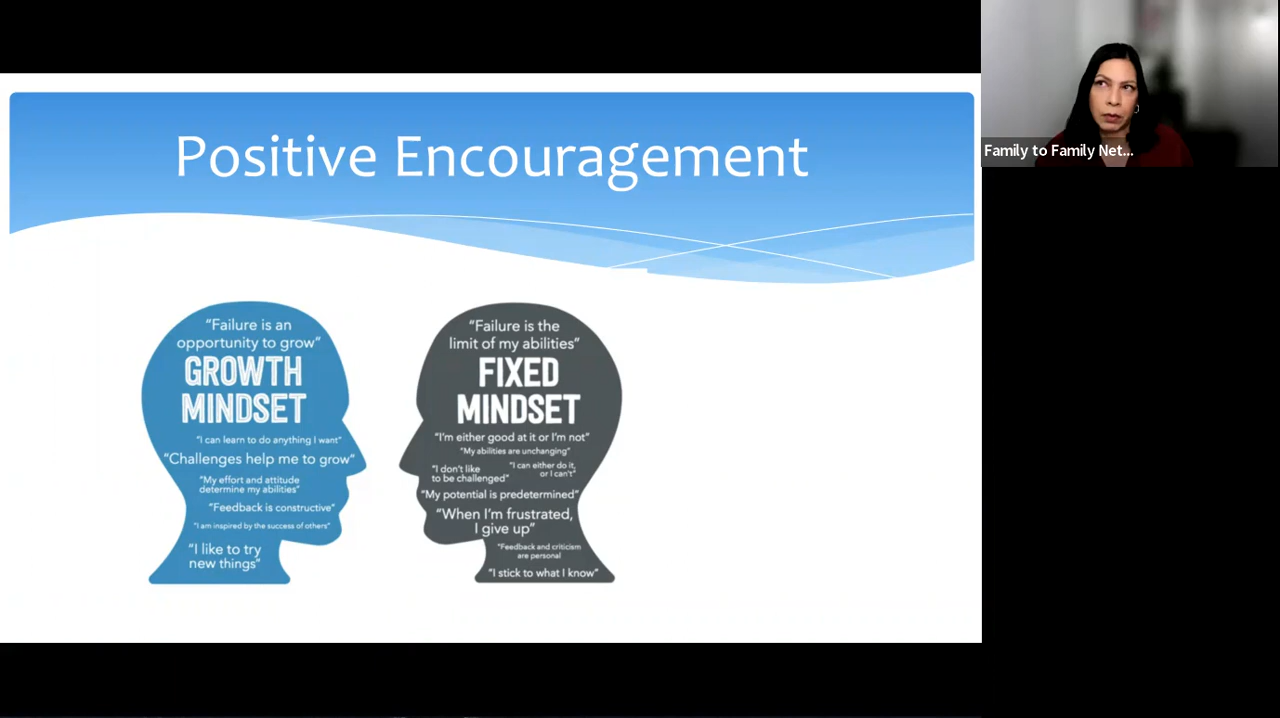 Positive Encouragement
Family to Family Net...
“Failure is an
opportunity to grow”
GROWTH
MINDSET
“I can learn to do anything I want”
“Challenges help me to grow”
“My effort and attitude
determine my abilities”
“Feedback is constructive”
“I am inspired by the success of others”
“I like to try
new things”
“Failure is the
limit of my abilities”
FIXED
MINDSET
“I’m either good at it or I’m not”
“My abilities are unchanging”
“I don’t like
to be challenged”
“I can either do it,
or I can’t”
“My potential is predetermined”
“When I’m frustrated,
I give up”
“Feedback and criticism
are personal
“I stick to what I know”